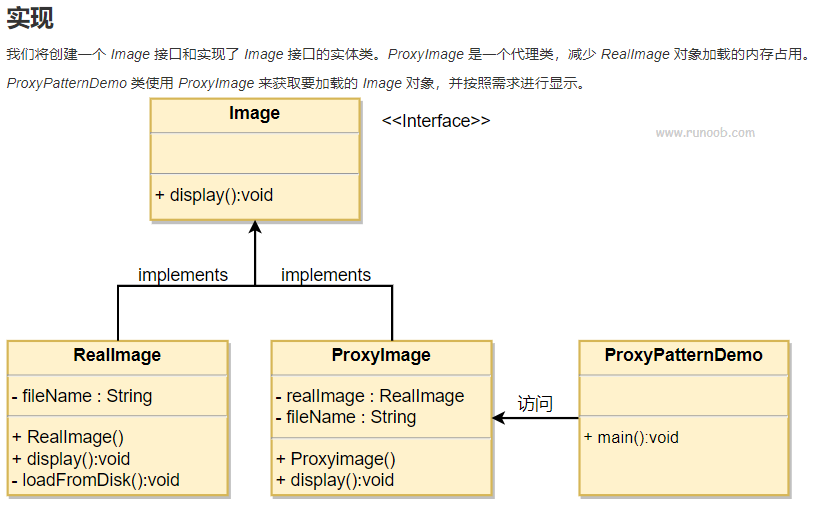 实现
我们将创建一个 Image 接口和实现了 Image 接口的实体类。ProxyImage 是一个代理类，减少 RealImage 对象加载的内存占用。
ProxyPatternDemo 类使用 ProxyImage 来获取要加载的 Image 对象，并按照需求进行显示。
Image
<<Interface>>
www.runoob.com
+ display():void
implements
implements
RealImage
- fileName : String
+ RealImage()
+ display():void
- loadFromDisk():void
ProxyImage
- realImage : RealImage
- fileName : String
+ Proxyimage()
+ display():void
访问
ProxyPatternDemo
+ main():void